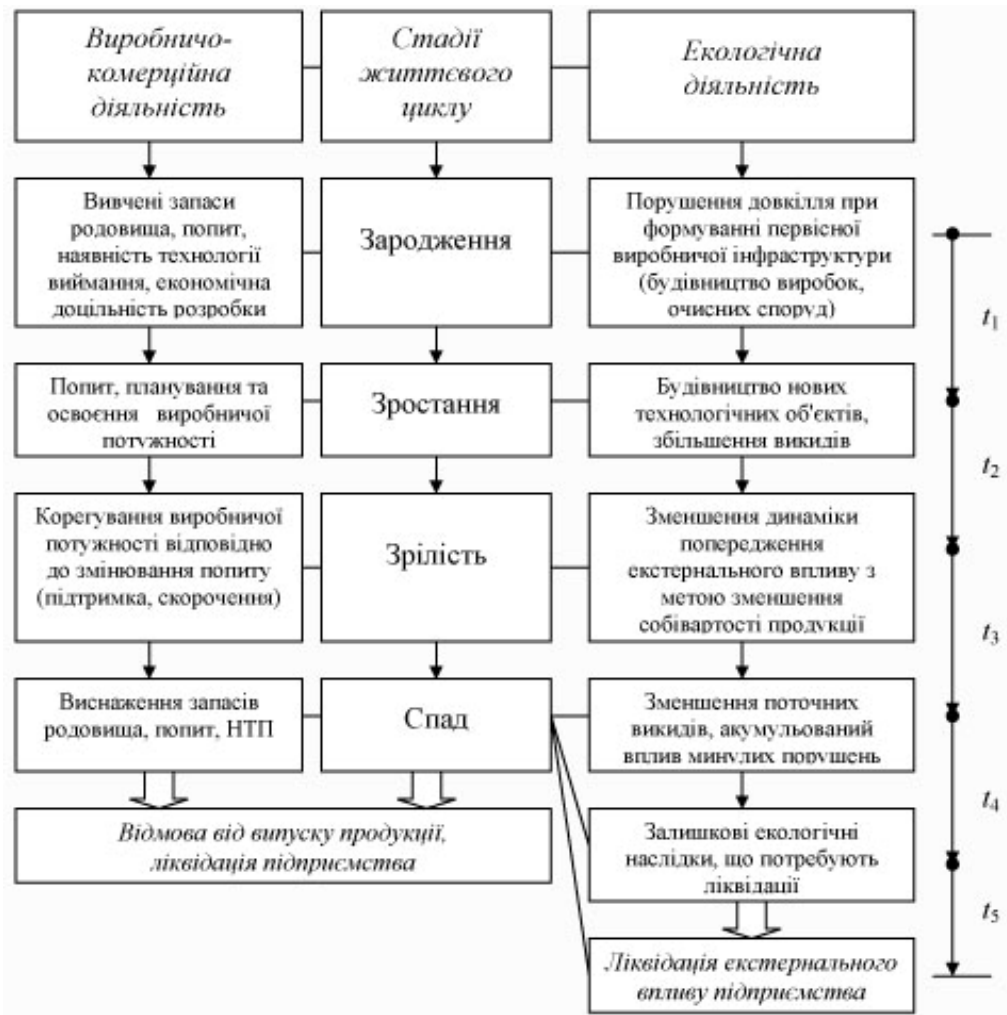 Виробничо-
комерційна
діяльність
Стадії
життєвого
циклу
Екологічна
діяльність
Вивчені запаси
родовища, попит,
наявність технології
виймання, економічна
доцільність розробки
Зародження
Порушення довкілля при
формуванні первісної
виробничої інфраструктури
(будівництво виробок,
очисних споруд)
t1
Попит, планування та
освоєння виробничої
потужності
Зростання
Будівництво нових
технологічних об'єктів,
збільшення викидів
t2
Корегування виробничої
потужності відповідно
до змінювання попиту
(підтримка, скорочення)
Зрілість
Зменшення динаміки
попередження
екстернального впливу з
метою зменшення
собівартості продукції
t3
Виснаження запасів
родовища, попит, НТП
Спад
Зменшення поточних
викидів, акумульований
вплив минулих порушень
t4
Відмова від випуску продукції,
ліквідація підприємства
Залишкові екологічні
наслідки, що потребують
ліквідації
t5
Ліквідація екстернального
впливу підприємства